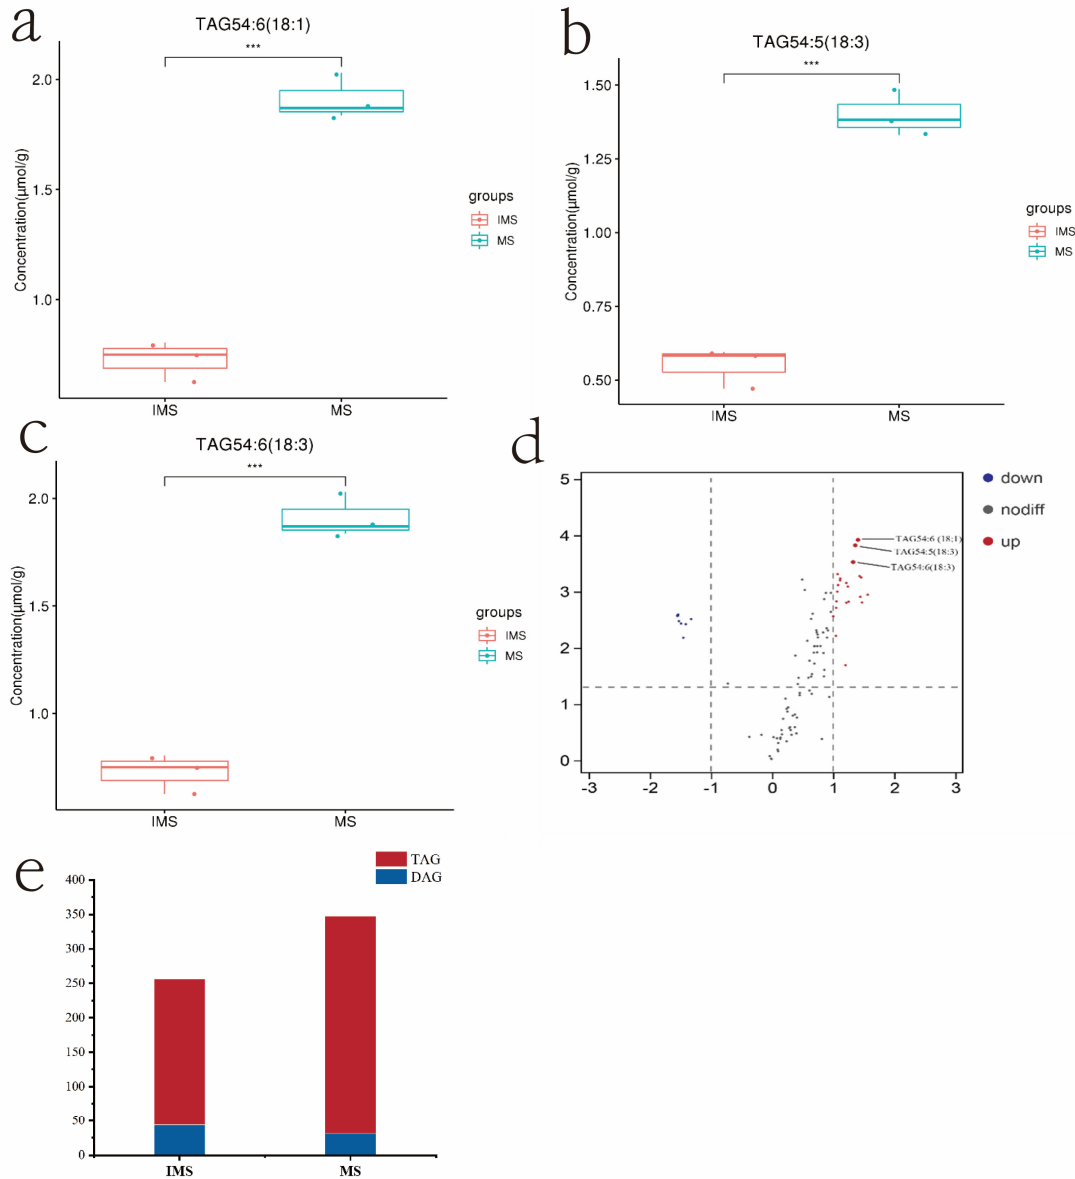 a
TAG54:6(18:1)
***
2.0
1.5
1.0
Concentration(μmol/g)
IMS
MS
groups
IMS
MS
b
TAG54:5(18:3)
***
1.50
1.25
1.00
0.75
0.50
Concentration(μmol/g)
IMS
MS
groups
IMS
MS
c
TAG54:6(18:3)
***
2.0
1.5
1.0
Concentration(μmol/g)
IMS
MS
groups
IMS
MS
d
5
4
3
2
1
0
-3
-2
-1
0
1
2
3
TAG54:6 (18;1)
TAG54:5(18:3)
TAG54:6(18:3)
down
nodiff
up
e
TAG
DAG
400
350
300
250
200
150
100
50
0
IMS
MS